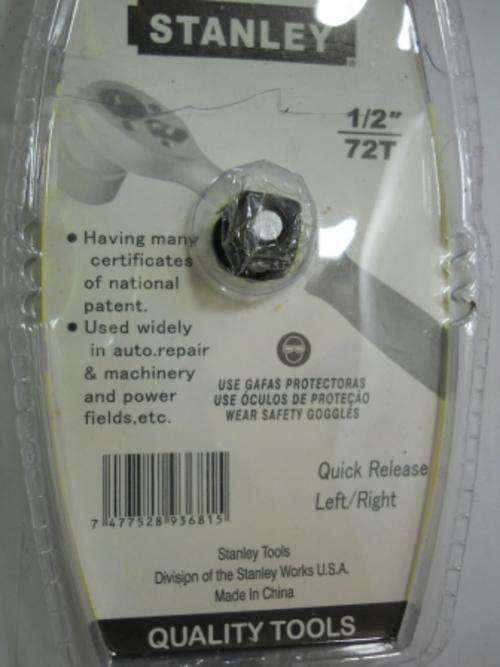 STANLEY
1/2"
72T
• Having many
certificates
of national
patent.
• Used widely
in auto.repair
& machinery
and power
fields,etc.
USE GAFAS PROTECTORAS
USE ÓCULOS DE PROTEÇÃO
WEAR SAFETY GOGGLES
Quick Release
Left/Right
7 477528 936815
Stanley Tools
Division of the Stanley Works U.S.A.
Made In China
QUALITY TOOLS